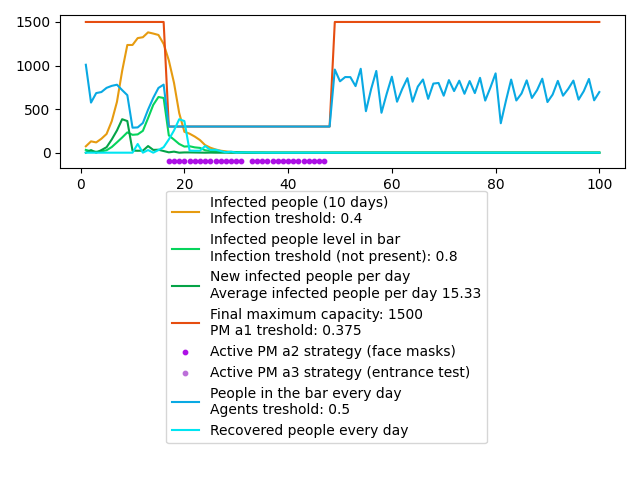 1500
1000
500
0
0
20
40
60
80
100
Infected people (10 days)
Infection treshold: 0.4
Infected people level in bar
Infection treshold (not present): 0.8
New infected people per day
Average infected people per day 15.33
Final maximum capacity: 1500
PM a1 treshold: 0.375
Active PM a2 strategy (face masks)
Active PM a3 strategy (entrance test)
People in the bar every day
Agents treshold: 0.5
Recovered people every day